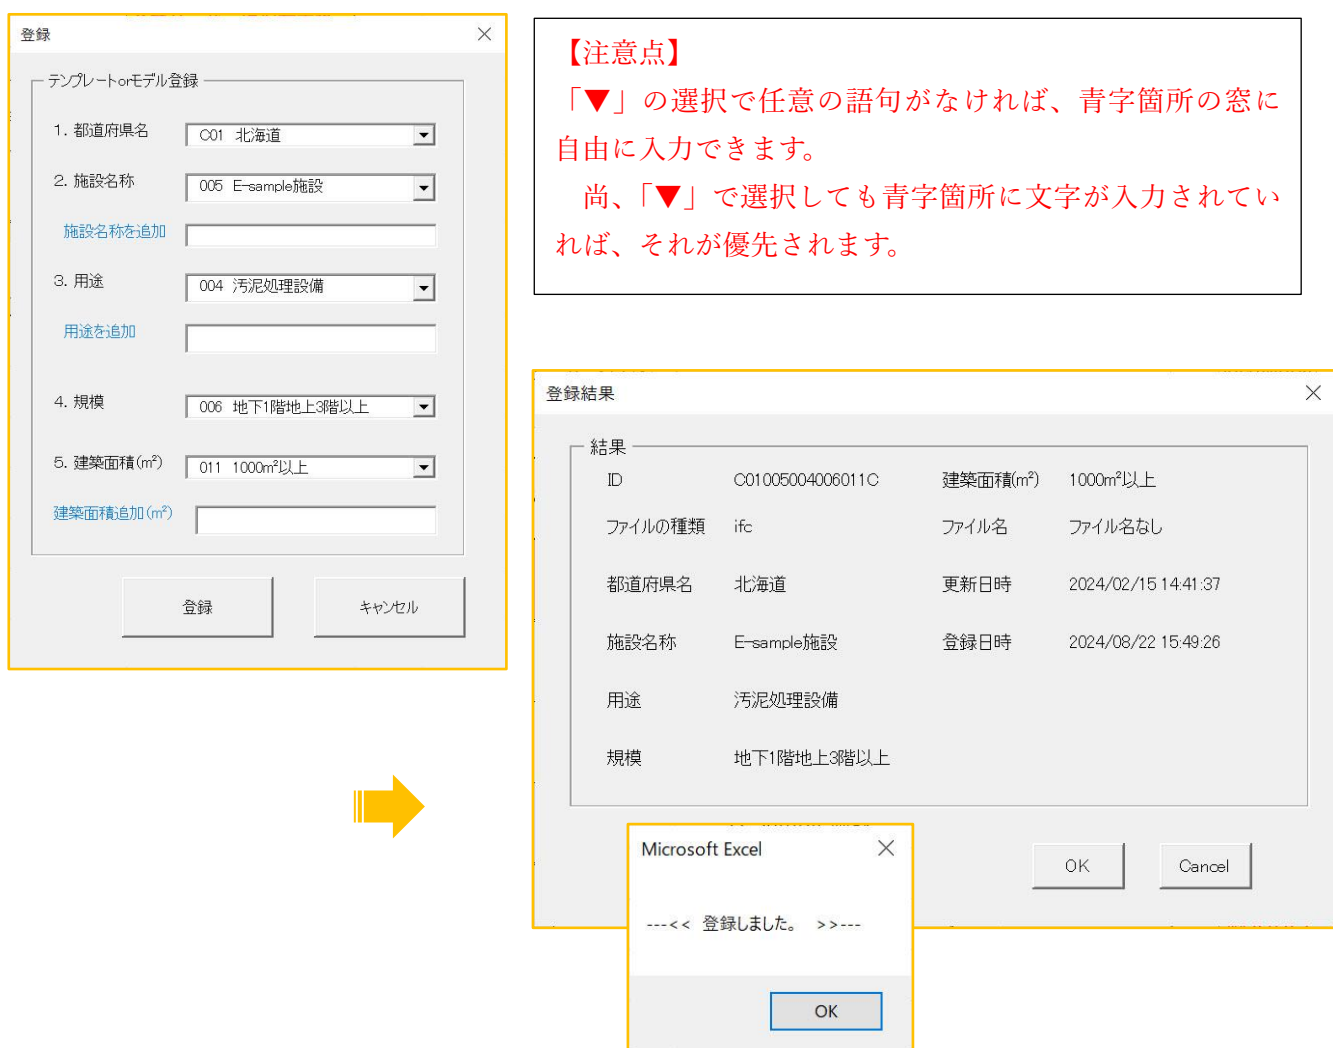 登録
テンプレートorモデル登録
1. 都道府県名
C01 北海道
2. 施設名称
005 E-sample施設
施設名称を追加
3. 用途
004 汚泥処理設備
用途を追加
4. 規模
006 地下1階地上3階以上
5. 建築面積(m²)
011 1000m²以上
建築面積追加(m²)
登録
キャンセル
【注意点】
「▼」の選択で任意の語句がなければ、青字箇所の窓に
自由に入力できます。
尚、「▼」で選択しても青字箇所に文字が入力されてい
れば、それが優先されます。
登録結果
結果
ID C01005004006011C 建築面積(m²) 1000m²以上
ファイルの種類 ifc ファイル名 ファイル名なし
都道府県名 北海道 更新日時 2024/02/15 14:41:37
施設名称 E-sample施設 登録日時 2024/08/22 15:49:26
用途 汚泥処理設備
規模 地下1階地上3階以上
OK Cancel
Microsoft Excel
---<< 登録しました。 >>---
OK